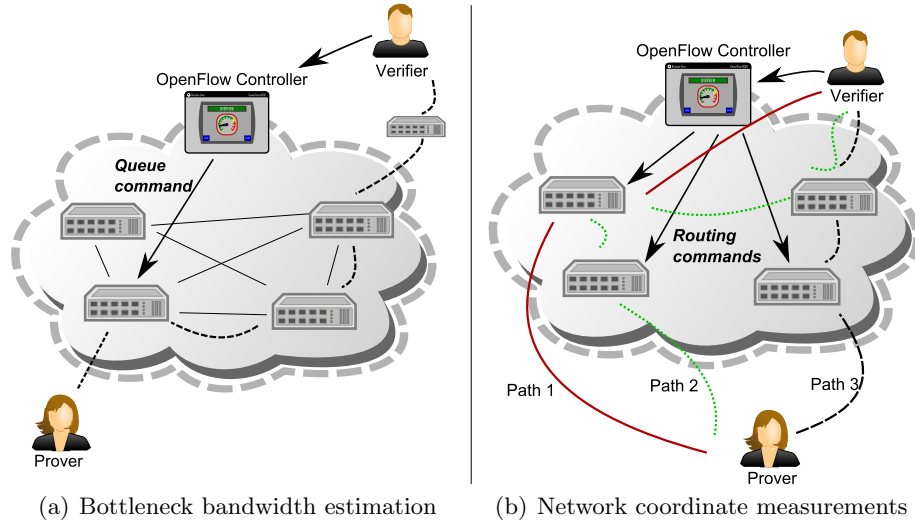 Verifier
OpenFlow Controller
Queue
command
Prover
(a) Bottleneck bandwidth estimation
OpenFlow Controller
Verifier
Routing
commands
Path 1
Path 2
Path 3
Prover
(b) Network coordinate measurements